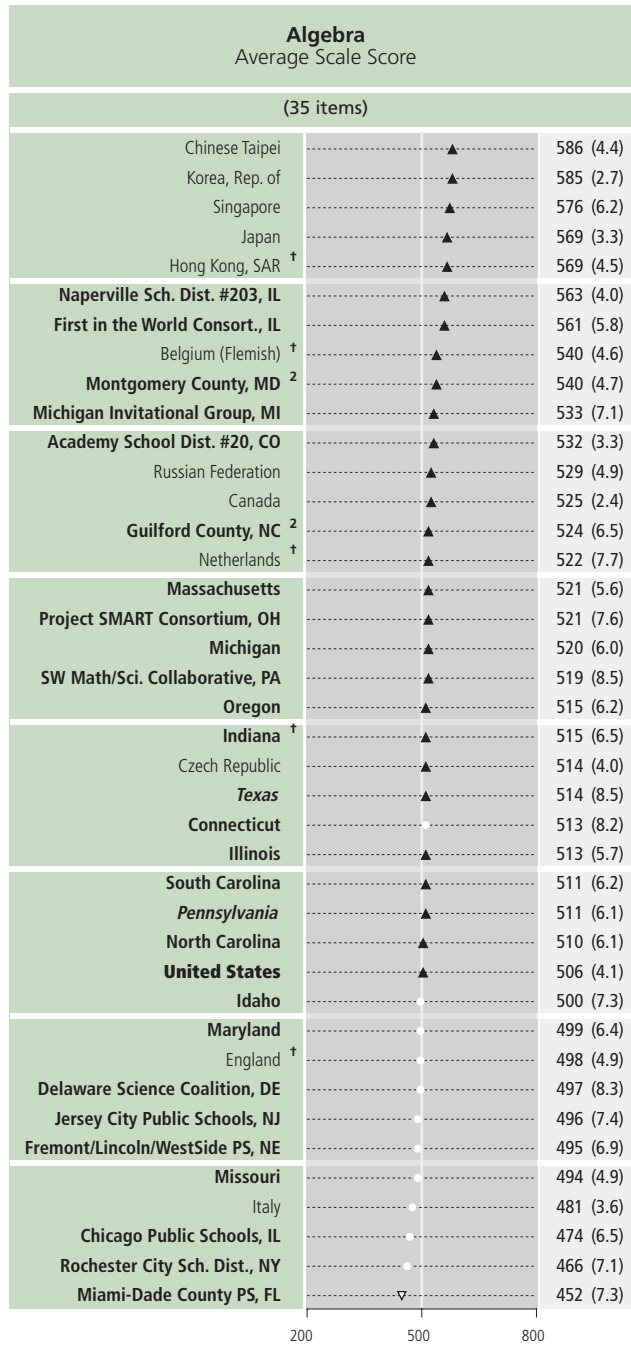 Algebra
Average Scale Score
(35 items)
Chinese Taipei 586 (4.4)
Korea, Rep. of 585 (2.7)
Singapore 576 (6.2)
Japan 569 (3.3)
Hong Kong, SAR † 569 (4.5)
Naperville Sch. Dist. #203, IL 563 (4.0)
First in the World Consort., IL 561 (5.8)
Belgium (Flemish) † 540 (4.6)
Montgomery County, MD 2 540 (4.7)
Michigan Invitational Group, MI 533 (7.1)
Academy School Dist. #20, CO 532 (3.3)
Russian Federation 529 (4.9)
Canada 525 (2.4)
Guilford County, NC 2 524 (6.5)
Netherlands † 522 (7.7)
Massachusetts 521 (5.6)
Project SMART Consortium, OH 521 (7.6)
Michigan 520 (6.0)
SW Math/Sci. Collaborative, PA 519 (8.5)
Oregon 515 (6.2)
Indiana † 515 (6.5)
Czech Republic 514 (4.0)
Texas 514 (8.5)
Connecticut 513 (8.2)
Illinois 513 (5.7)
South Carolina 511 (6.2)
Pennsylvania 511 (6.1)
North Carolina 510 (6.1)
United States 506 (4.1)
Idaho 500 (7.3)
Maryland 499 (6.4)
England † 498 (4.9)
Delaware Science Coalition, DE 497 (8.3)
Jersey City Public Schools, NJ 496 (7.4)
Fremont/Lincoln/WestSide PS, NE 495 (6.9)
Missouri 494 (4.9)
Italy 481 (3.6)
Chicago Public Schools, IL 474 (6.5)
Rochester City Sch. Dist., NY 466 (7.1)
Miami-Dade County PS, FL 452 (7.3)
200 500 800